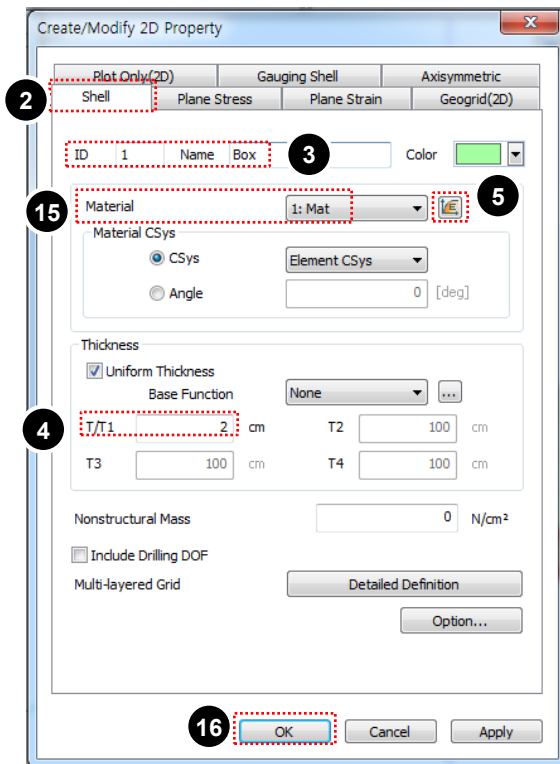 Create/Modify 2D Property
x
Plot Only(2D) Gauging Shell Axisymmetric
2 Shell Plane Stress Plane Strain Geogrid(2D)
ID 1 Name Box 3 Color
15 Material 1: Mat 5
Material CSys
CSys Element CSys
Angle 0 [deg]
Thickness
Uniform Thickness
Base Function None ...
4 T/T1 2 cm T2 100 cm
T3 100 cm T4 100 cm
Nonstructural Mass 0 N/cm²
Include Drilling DOF
Multi-layered Grid Detailed Definition
Option...
16 OK Cancel Apply